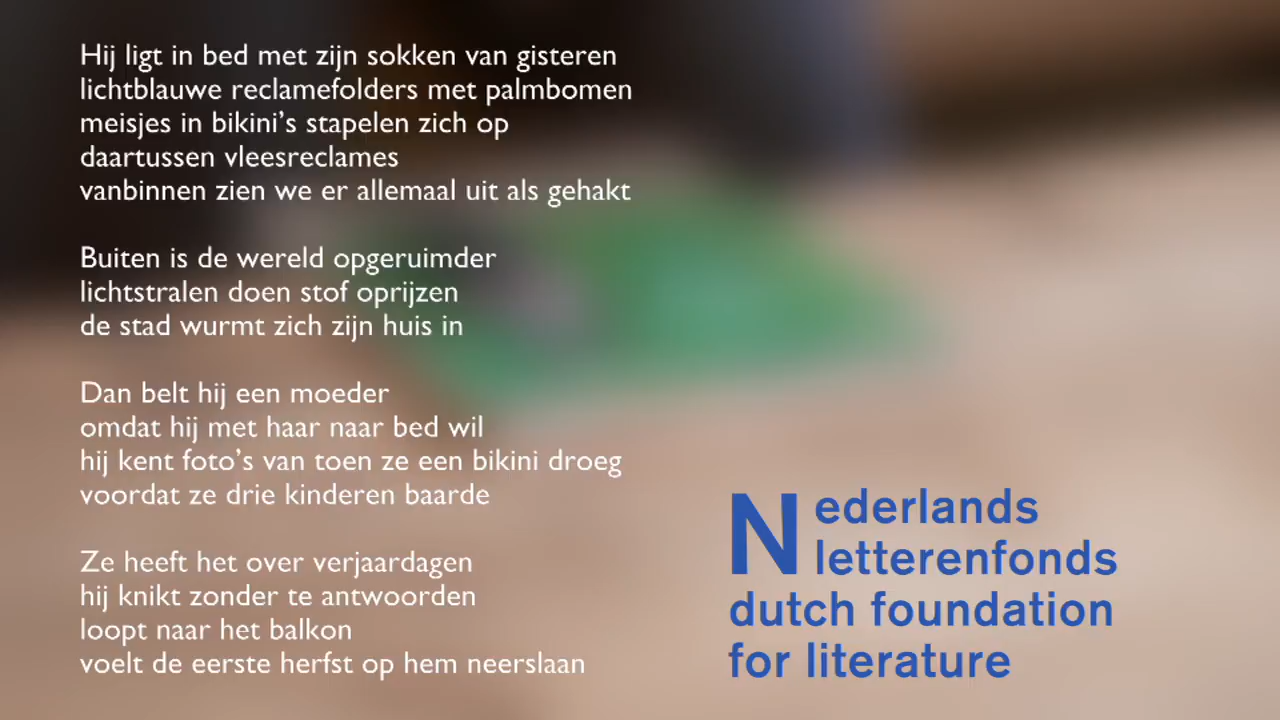 Hij ligt in bed met zijn sokken van gisteren
lichtblauwe reclamefolders met palmbomen
meisjes in bikini’s stapelen zich op
daartussen vleesreclames
vanbinnen zien we er allemaal uit als gehakt
Buiten is de wereld opgeruimder
lichtstralen doen stof oprijzen
de stad wurmt zich zijn huis in
Dan belt hij een moeder
omdat hij met haar naar bed wil
hij kent foto’s van toen ze een bikini droeg
voordat ze drie kinderen baarde
Ze heeft het over verjaardagen
hij knikt zonder te antwoorden
loopt naar het balkon
voelt de eerste herfst op hem neerslaan
Nederlands
letterenfonds
dutch foundation
for literature